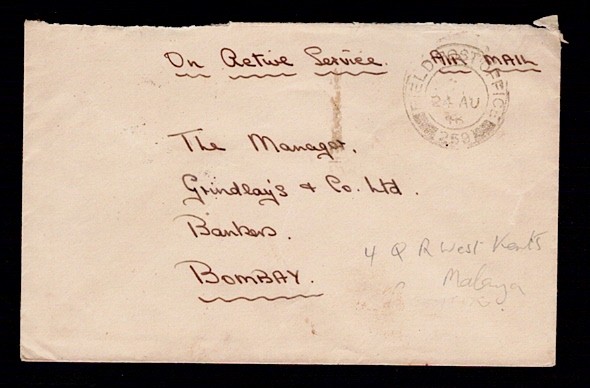 On Active Service. AIR MAIL
FIELD POST OFFICE
24 AU
The Manager,
Grindlay's & Co. Ltd.
Bankers.
BOMBAY.
4 Q R West Kents
Malaya